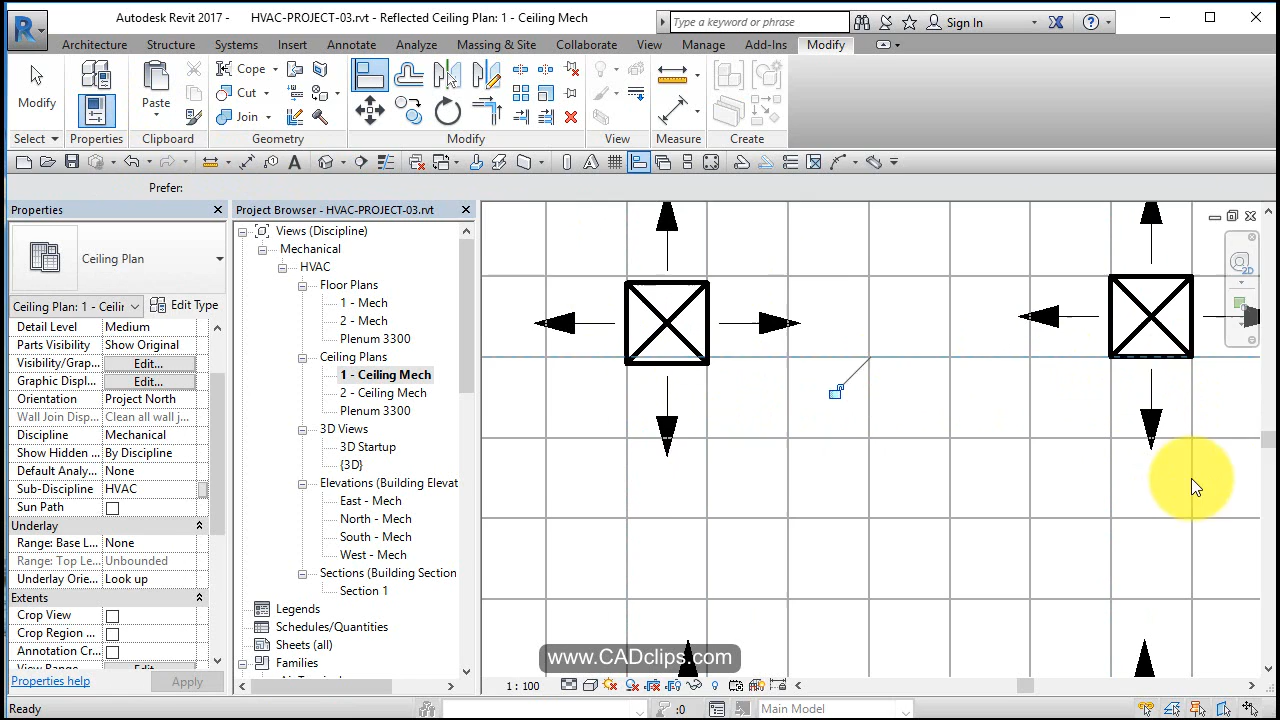 Autodesk Revit 2017 - HVAC-PROJECT-03.rvt - Reflected Ceiling Plan: 1 - Ceiling Mech
Type a keyword or phrase
Sign In
Architecture Structure Systems Insert Annotate Analyze Massing & Site Collaborate View Manage Add-Ins Modify
Modify Paste Cope Cut Join
Select Properties Clipboard Geometry Modify View Measure Create
Prefer:
Properties
Ceiling Plan
Ceiling Plan: 1 - Ceilir Edit Type
Detail Level Medium
Parts Visibility Show Original
Visibility/Grap... Edit...
Graphic Displ... Edit...
Orientation Project North
Wall Join Disp... Clean all wall j...
Discipline Mechanical
Show Hidden ... By Discipline
Default Analy... None
Sub-Discipline HVAC
Sun Path
Underlay
Range: Base L... None
Range: Top Le... Unbounded
Underlay Orie... Look up
Extents
Crop View
Crop Region ...
Annotation Cr...
View Range Edit...
Properties help Apply
Project Browser - HVAC-PROJECT-03.rvt
Views (Discipline)
Mechanical
HVAC
Floor Plans
1 - Mech
2 - Mech
Plenum 3300
Ceiling Plans
1 - Ceiling Mech
2 - Ceiling Mech
Plenum 3300
3D Views
3D Startup
{3D}
Elevations (Building Elevat
East - Mech
North - Mech
South - Mech
West - Mech
Sections (Building Section
Section 1
Legends
Schedules/Quantities
Sheets (all)
Families
2D
www.CADclips.com
1 : 100
Ready
:0
Main Model